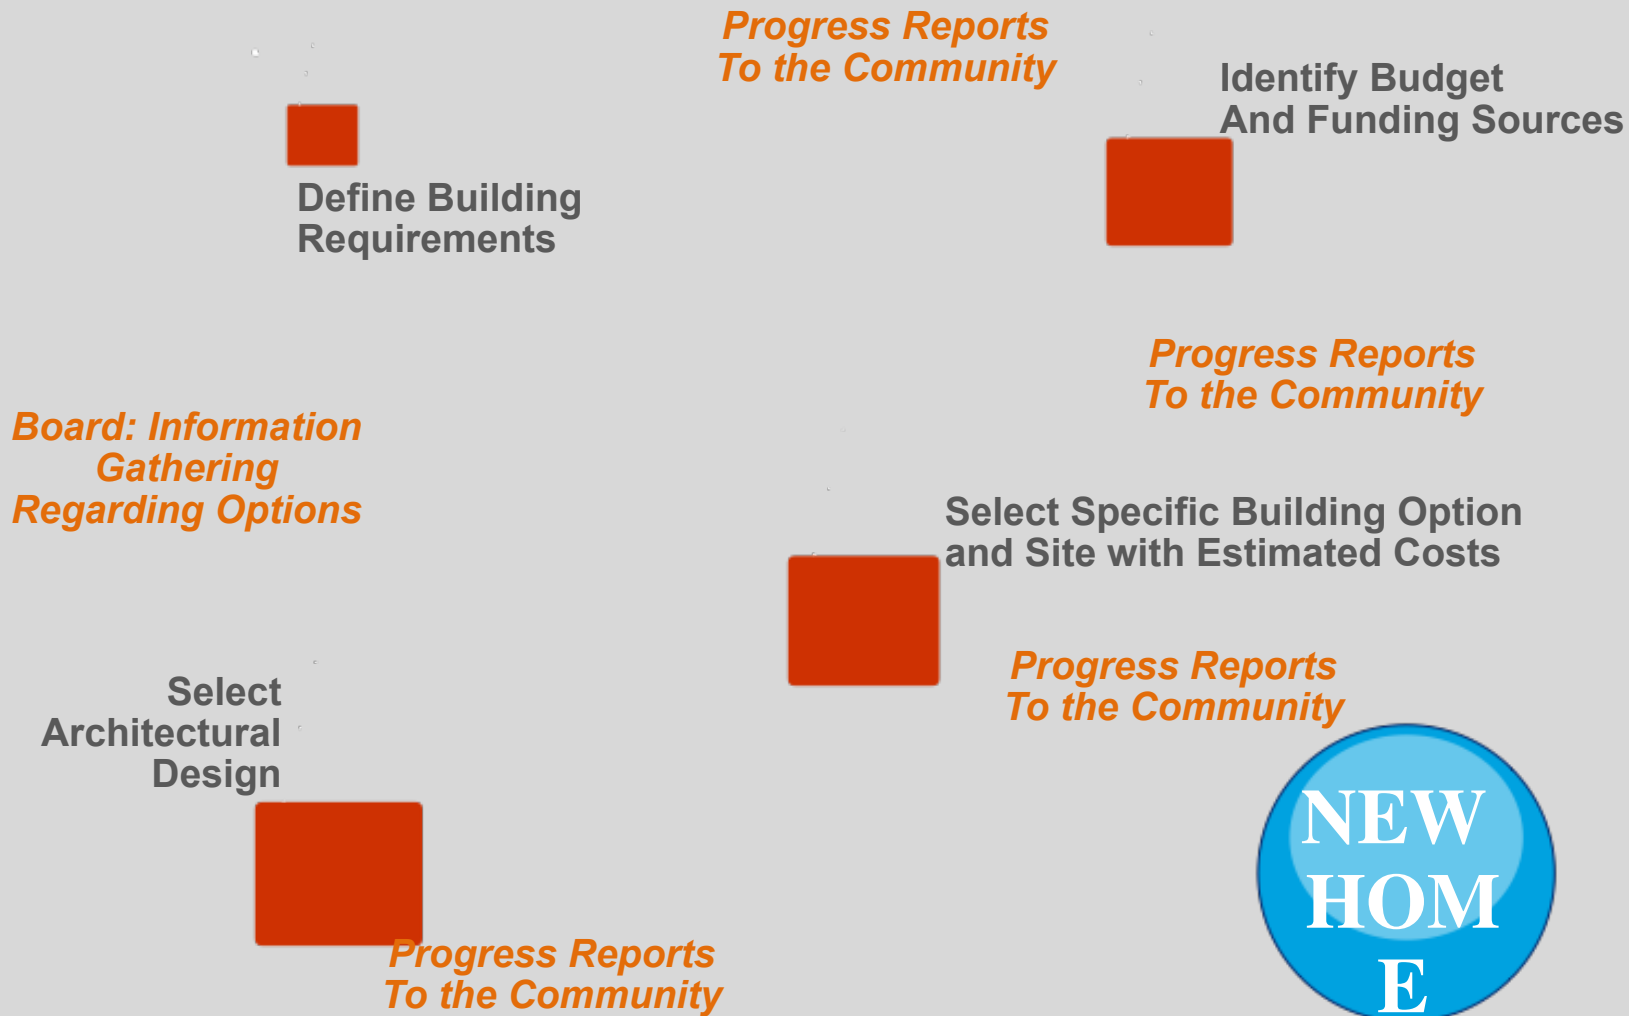 Progress Reports
To the Community
Identify Budget
And Funding Sources
Define Building
Requirements
Progress Reports
To the Community
Board: Information
Gathering
Regarding Options
Select Specific Building Option
and Site with Estimated Costs
Progress Reports
To the Community
Select
Architectural
Design
NEW
HOM
E
Progress Reports
To the Community